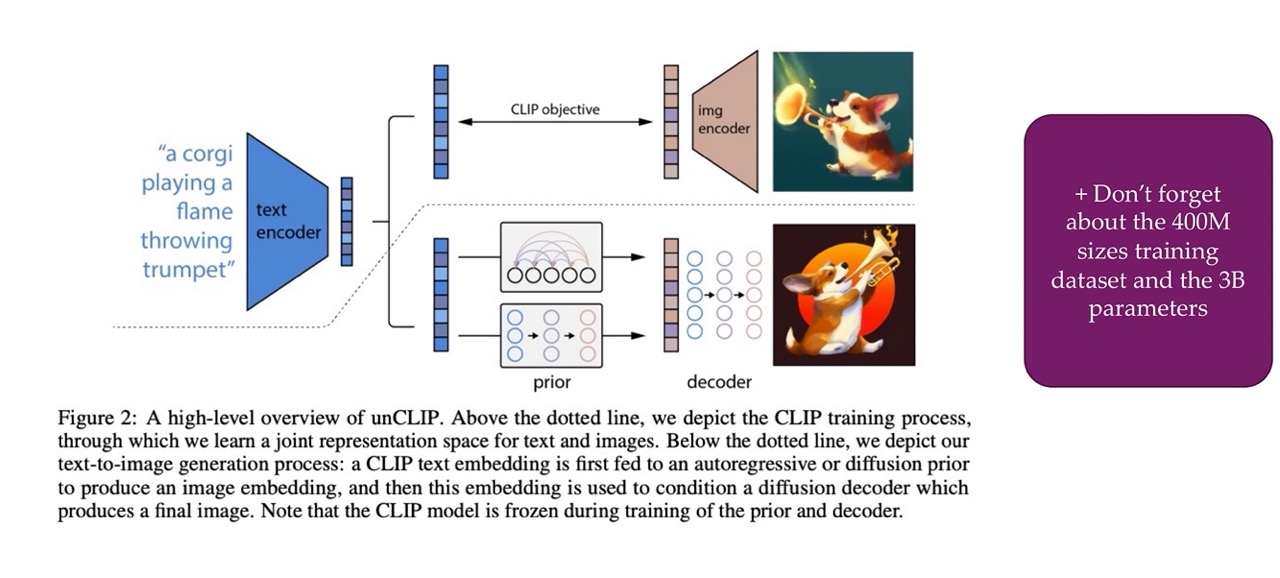 “a corgi
playing a
flame
throwing
trumpet”
text
encoder
CLIP objective
img
encoder
prior
decoder
Figure 2: A high-level overview of unCLIP. Above the dotted line, we depict the CLIP training process,
through which we learn a joint representation space for text and images. Below the dotted line, we depict our
text-to-image generation process: a CLIP text embedding is first fed to an autoregressive or diffusion prior
to produce an image embedding, and then this embedding is used to condition a diffusion decoder which
produces a final image. Note that the CLIP model is frozen during training of the prior and decoder.
+ Don’t forget
about the 400M
sizes training
dataset and the 3B
parameters